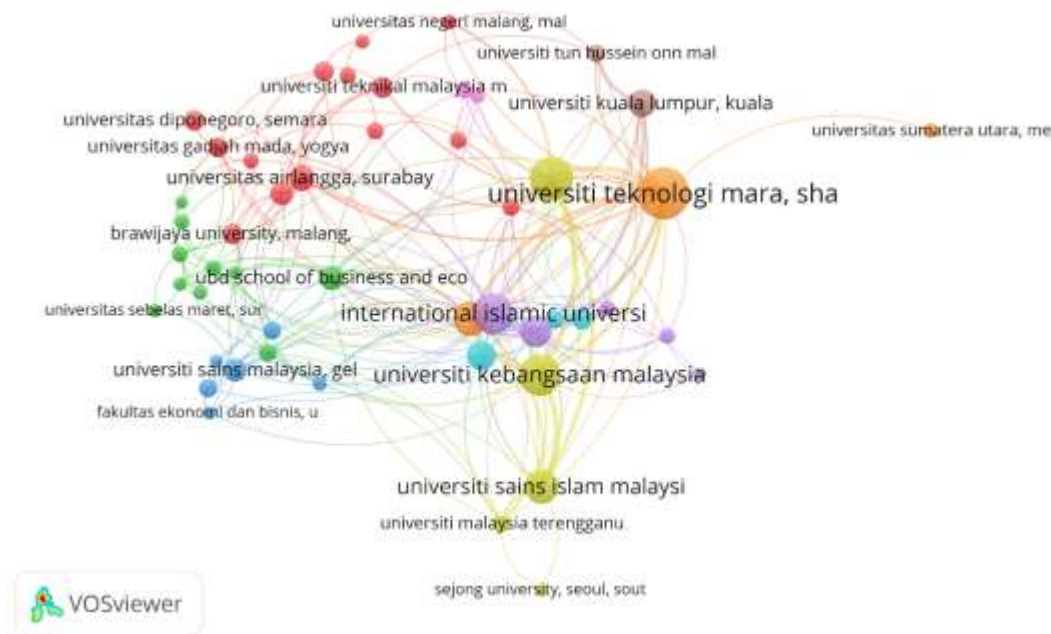 universitas negeri malang, mal
universiti tun hussein onn mal
universiti teknikal malaysia m
universiti kuala lumpur, kuala
universitas diponegoro, semara
universitas sumatera utara, me
universitas gadjah mada, yogya
universitas airlangga, surabay
universiti teknologi mara, sha
brawijaya university, malang,
ubd school of business and eco
universitas sebelas maret, sur
international islamic universi
universiti sains malaysia, gel
universiti kebangsaan malaysia
fakultas ekonomi dan bisnis, u
universiti sains islam malaysi
universiti malaysia terengganu
sejong university, seoul, sout
VOSviewer